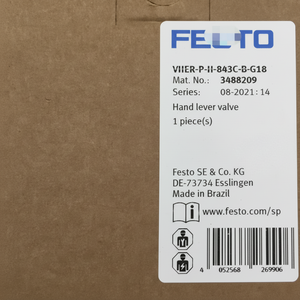 FESTO
VIIER-P-II-843C-B-G18
Mat. No.: 3488209
Series: 08-2021: 14
Hand lever valve
1 piece(s)
Festo SE & Co. KG
DE-73734 Esslingen
Made in Brazil
www.festo.com/sp
4 052568 269906